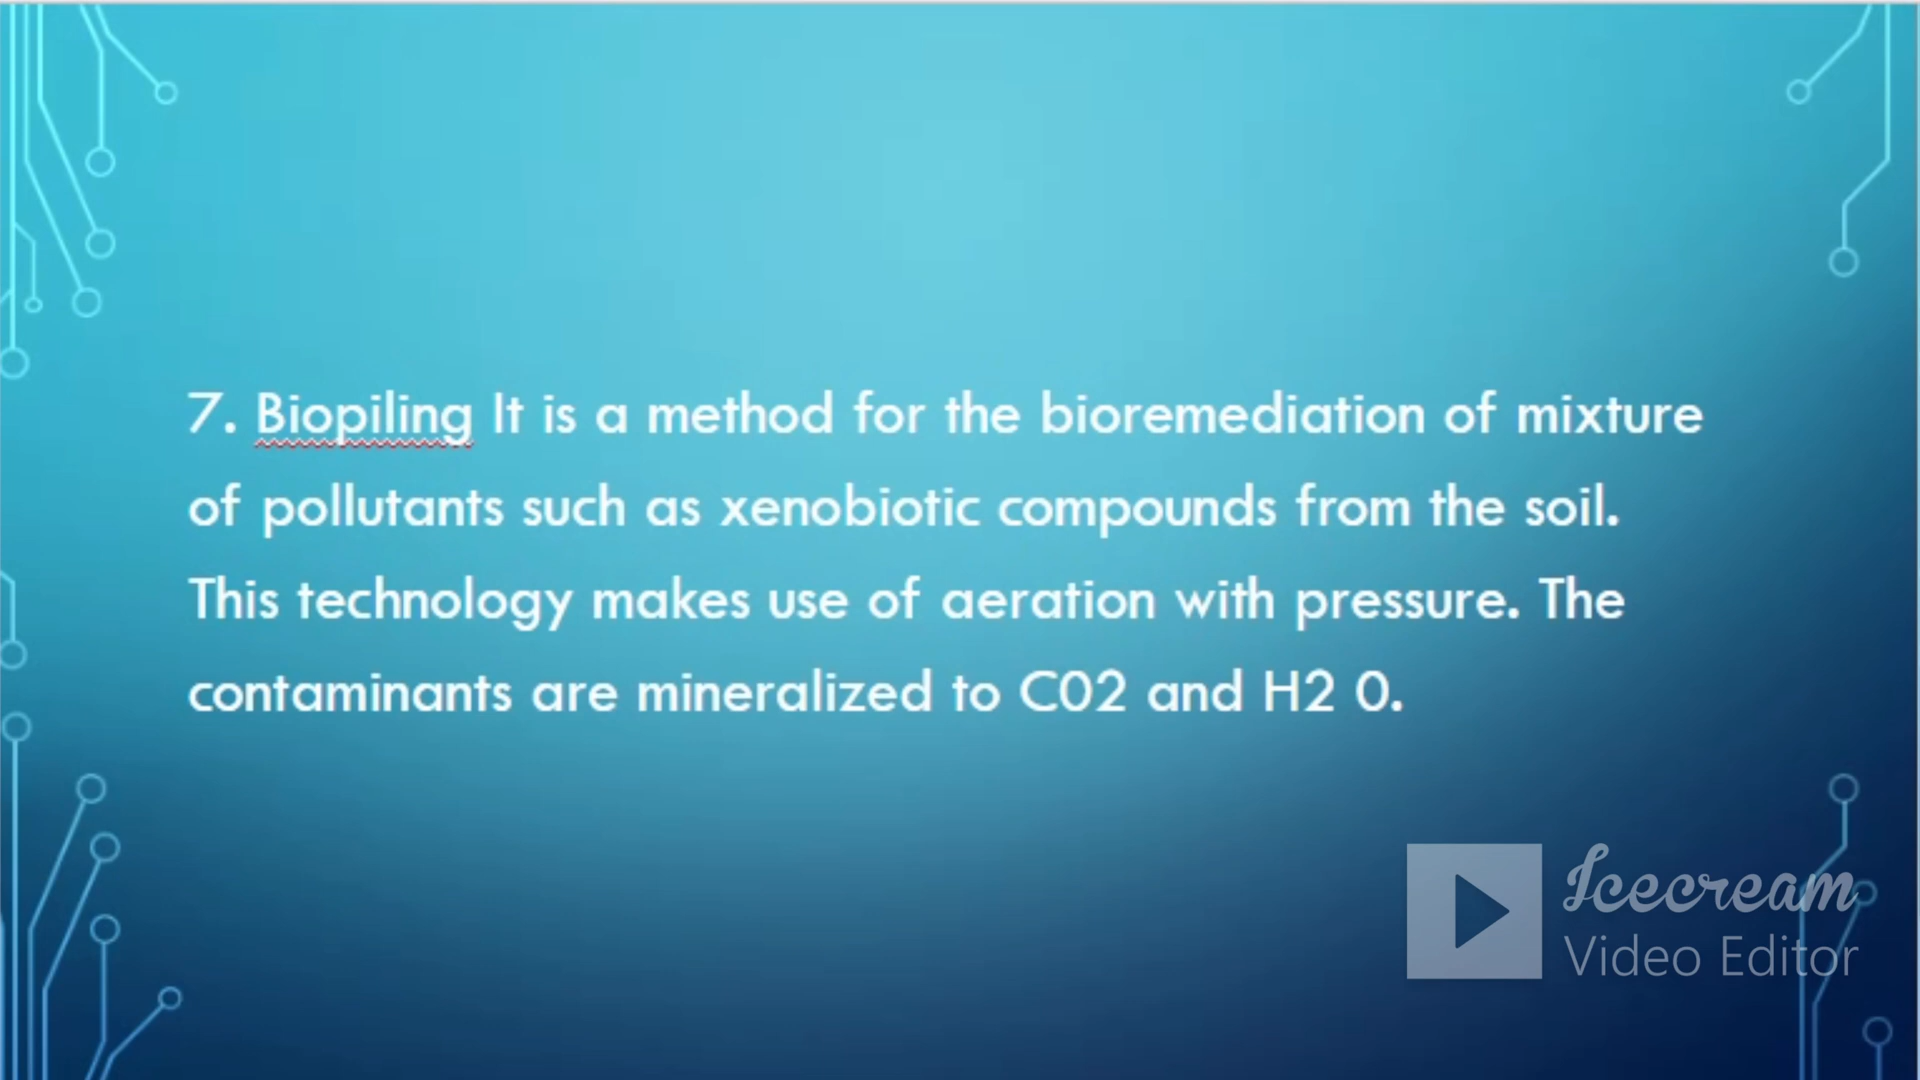 7. Biopiling It is a method for the bioremediation of mixture
of pollutants such as xenobiotic compounds from the soil.
This technology makes use of aeration with pressure. The
contaminants are mineralized to C02 and H2 0.
Icecream
Video Editor